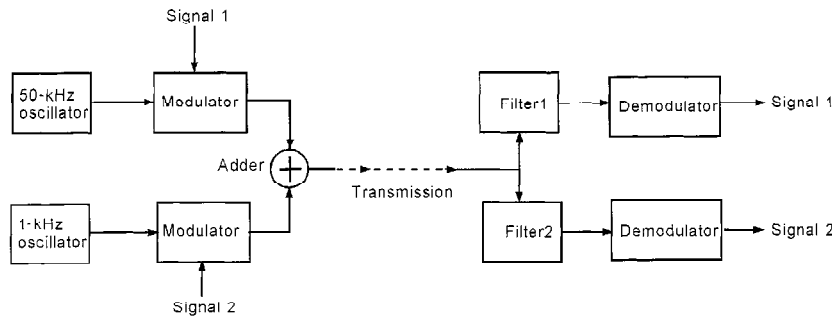 Signal 1
50-kHz
oscillator
Modulator
Filter1
Demodulator
Signal 1
Adder
Transmission
1-kHz
oscillator
Modulator
Filter2
Demodulator
Signal 2
Signal 2